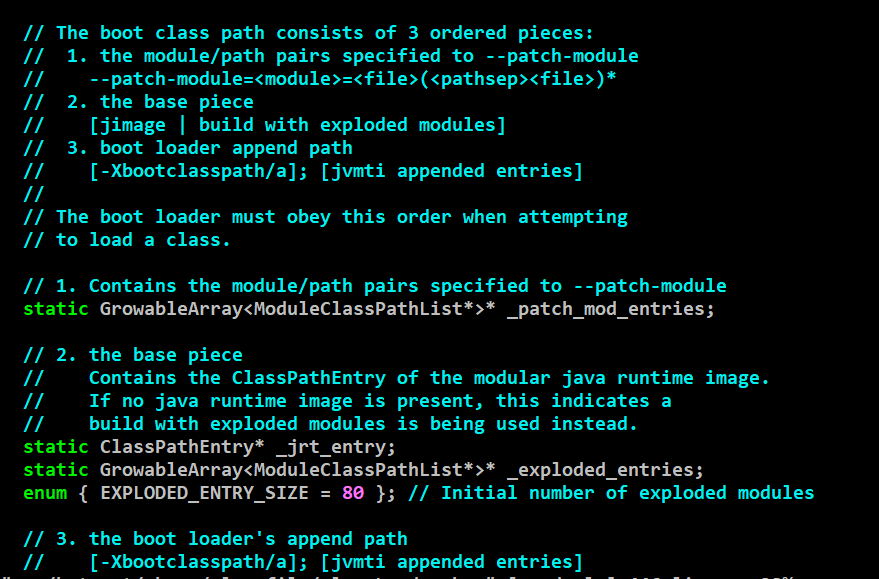 // The boot class path consists of 3 ordered pieces:
//  1. the module/path pairs specified to --patch-module
//    --patch-module=<module>=<file>(<pathsep><file>)*
//  2. the base piece
//    [jimage | build with exploded modules]
//  3. boot loader append path
//    [-Xbootclasspath/a]; [jvmti appended entries]
//
// The boot loader must obey this order when attempting
// to load a class.
// 1. Contains the module/path pairs specified to --patch-module
static GrowableArray<ModuleClassPathList*>* _patch_mod_entries;
// 2. the base piece
//    Contains the ClassPathEntry of the modular java runtime image.
//    If no java runtime image is present, this indicates a
//    build with exploded modules is being used instead.
static ClassPathEntry* _jrt_entry;
static GrowableArray<ModuleClassPathList*>* _exploded_entries;
enum { EXPLODED_ENTRY_SIZE = 80 }; // Initial number of exploded modules
// 3. the boot loader's append path
//    [-Xbootclasspath/a]; [jvmti appended entries]